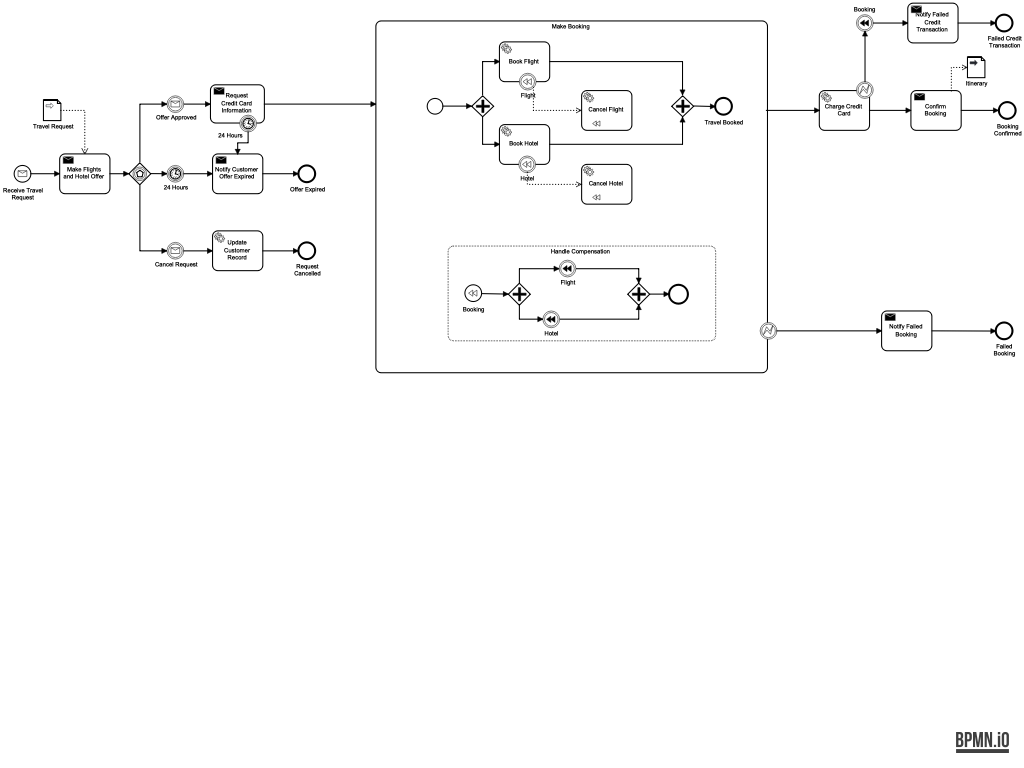 Make Booking
Booking
Notify Failed
Credit
Transaction
Failed Credit
Transaction
Book Flight
Flight
Cancel Flight
Request
Credit Card
Information
Offer Approved
24 Hours
Travel Request
Travel Booked
Itinerary
Charge Credit
Card
Confirm
Booking
Booking
Confirmed
Book Hotel
Hotel
Cancel Hotel
Make Flights
and Hotel Offer
Receive Travel
Request
24 Hours
Notify Customer
Offer Expired
Offer Expired
Update
Customer
Record
Cancel Request
Request
Cancelled
Handle Compensation
Flight
Booking
Hotel
Notify Failed
Booking
Failed
Booking
BPMN.iO